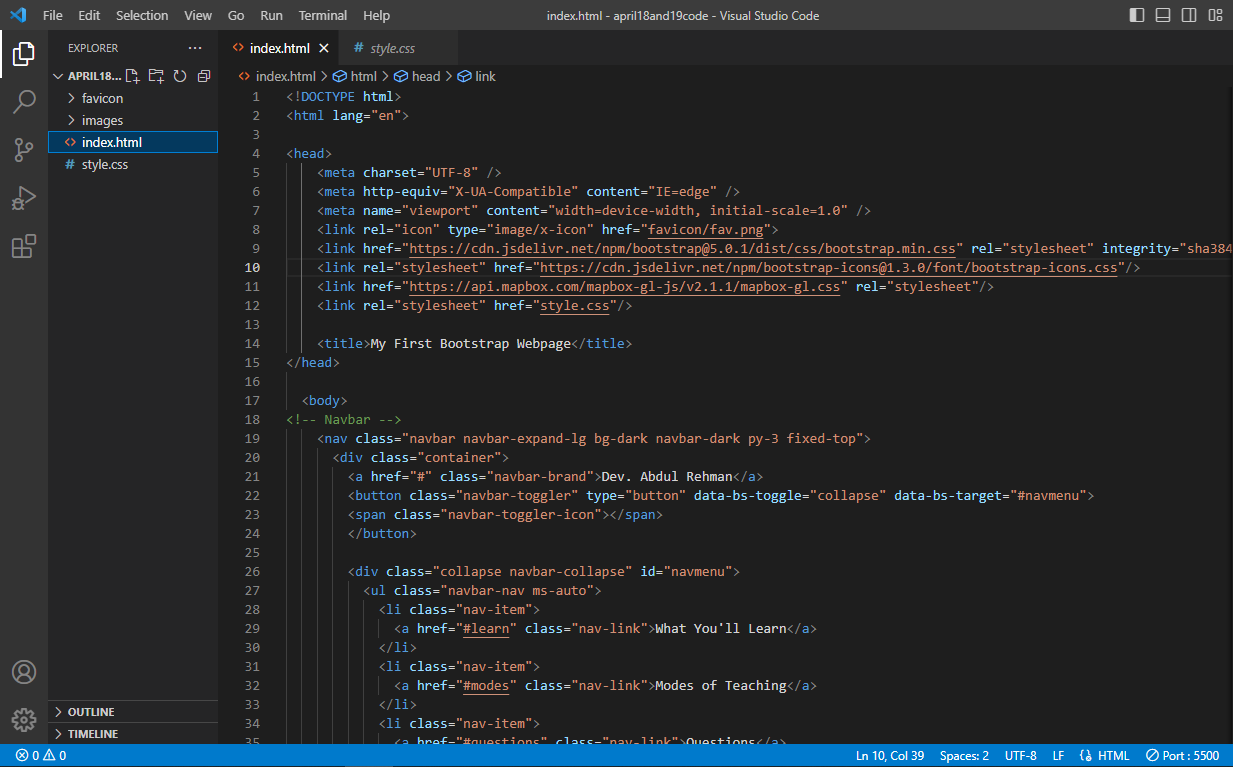 File Edit Selection View Go Run Terminal Help
index.html - april18and19code - Visual Studio Code
EXPLORER ...
APRIL18...
favicon
images
<> index.html
# style.css
OUTLINE
TIMELINE
<> index.html # style.css
<> index.html > html > head > link
1 <!DOCTYPE html>
2 <html lang="en">
3
4 <head>
5 <meta charset="UTF-8" />
6 <meta http-equiv="X-UA-Compatible" content="IE=edge" />
7 <meta name="viewport" content="width=device-width, initial-scale=1.0" />
8 <link rel="icon" type="image/x-icon" href="favicon/fav.png">
9 <link href="https://cdn.jsdelivr.net/npm/bootstrap@5.0.1/dist/css/bootstrap.min.css" rel="stylesheet" integrity="sha384
10 <link rel="stylesheet" href="https://cdn.jsdelivr.net/npm/bootstrap-icons@1.3.0/font/bootstrap-icons.css"/>
11 <link href="https://api.mapbox.com/mapbox-gl-js/v2.1.1/mapbox-gl.css" rel="stylesheet"/>
12 <link rel="stylesheet" href="style.css"/>
13
14 <title>My First Bootstrap Webpage</title>
15 </head>
16
17 <body>
18 <!-- Navbar -->
19 <nav class="navbar navbar-expand-lg bg-dark navbar-dark py-3 fixed-top">
20 <div class="container">
21 <a href="#" class="navbar-brand">Dev. Abdul Rehman</a>
22 <button class="navbar-toggler" type="button" data-bs-toggle="collapse" data-bs-target="#navmenu">
23 <span class="navbar-toggler-icon"></span>
24 </button>
25
26 <div class="collapse navbar-collapse" id="navmenu">
27 <ul class="navbar-nav ms-auto">
28 <li class="nav-item">
29 <a href="#learn" class="nav-link">What You'll Learn</a>
30 </li>
31 <li class="nav-item">
32 <a href="#modes" class="nav-link">Modes of Teaching</a>
33 </li>
34 <li class="nav-item">
35 <a href="#questions" class="nav-link">Questions</a>
0 0 Ln 10, Col 39 Spaces: 2 UTF-8 LF HTML Port : 5500